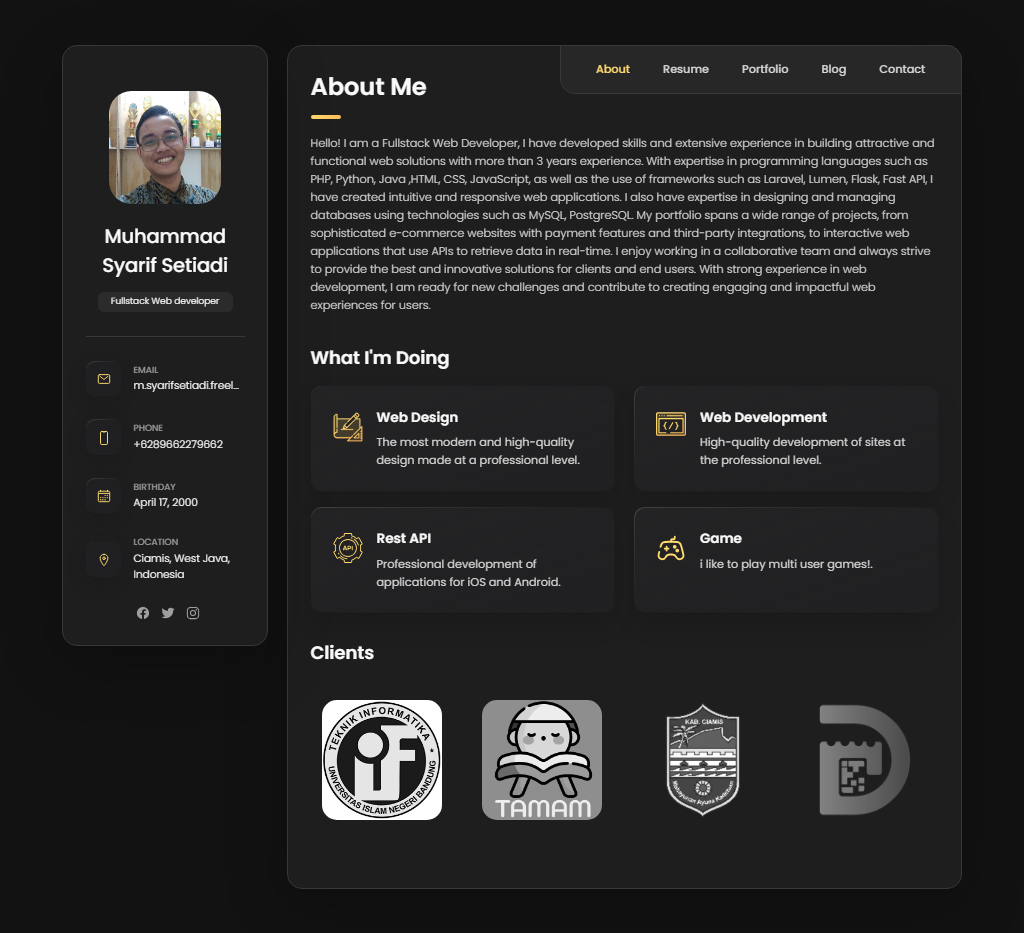 Muhammad
Syarif Setiadi
Fullstack Web developer
EMAIL
m.syarifsetiadi.freel...
PHONE
+6289662279662
BIRTHDAY
April 17, 2000
LOCATION
Ciamis, West Java,
Indonesia
About Resume Portfolio Blog Contact
About Me
Hello! I am a Fullstack Web Developer, I have developed skills and extensive experience in building attractive and
functional web solutions with more than 3 years experience. With expertise in programming languages such as
PHP, Python, Java ,HTML, CSS, JavaScript, as well as the use of frameworks such as Laravel, Lumen, Flask, Fast API, I
have created intuitive and responsive web applications. I also have expertise in designing and managing
databases using technologies such as MySQL, PostgreSQL. My portfolio spans a wide range of projects, from
sophisticated e-commerce websites with payment features and third-party integrations, to interactive web
applications that use APIs to retrieve data in real-time. I enjoy working in a collaborative team and always strive
to provide the best and innovative solutions for clients and end users. With strong experience in web
development, I am ready for new challenges and contribute to creating engaging and impactful web
experiences for users.
What I'm Doing
Web Design
The most modern and high-quality
design made at a professional level.
Web Development
High-quality development of sites at
the professional level.
API
Rest API
Professional development of
applications for iOS and Android.
Game
i like to play multi user games!.
Clients
TEKNIK INFORMATIKA
iF
UNIVERSITAS ISLAM NEGERI BANDUNG
TAMAM
KAB. CIAMIS